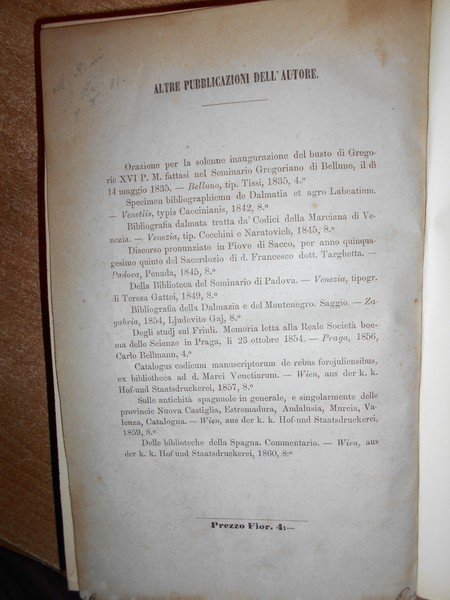 ALTRE PUBBLICAZIONI DELL' AUTORE.
Orazione per la solenne inaugurazione del busto di Grego-
rio XVI P. M. fattasi nel Seminario Gregoriano di Belluno, il dì
14 maggio 1835. — Belluno, tip. Tissi, 1835, 4.º
Specimen bibliographicum de Dalmatia et agro Labeatium.
— Venetiis, typis Caecinianis, 1842, 8.º
Bibliografia dalmata tratta da' Codici della Marciana di Ve-
nezia. — Venezia, tip. Cecchini e Naratovich, 1845, 8.º
Discorso pronunziato in Piove di Sacco, per anno quinqua-
gesimo quinto del Sacerdozio di d. Francesco dott. Targhetta. —
Padova, Penada, 1845, 8.º
Della Biblioteca del Seminario di Padova. — Venezia, tipogr.
di Teresa Gattei, 1849, 8.º
Bibliografia della Dalmazia e del Montenegro. Saggio. — Za-
gabria, 1854, Ljudevito Gaj, 8.º
Degli studj sul Friuli. Memoria letta alla Reale Società boe-
ma delle Scienze in Praga, li 23 ottobre 1854. — Praga, 1856,
Carlo Bellmann, 4.º
Catalogus codicum manuscriptorum de rebus forojuliensibus,
ex bibliotheca ad d. Marci Venetiarum. — Wien, aus der k. k.
Hof-und Staatsdruckerei, 1857, 8.º
Sulle antichità spagnuole in generale, e singolarmente delle
provincie Nuova Castiglia, Estremadura, Andalusia, Murcia, Va-
lenza, Catalogna. — Wien, aus der k. k. Hof-und Staatsdruckerei,
1859, 8.º
Delle biblioteche della Spagna. Commentario. — Wien, aus
der k. k. Hof-und Staatsdruckerei, 1860, 8.º
Prezzo Fior. 4:—